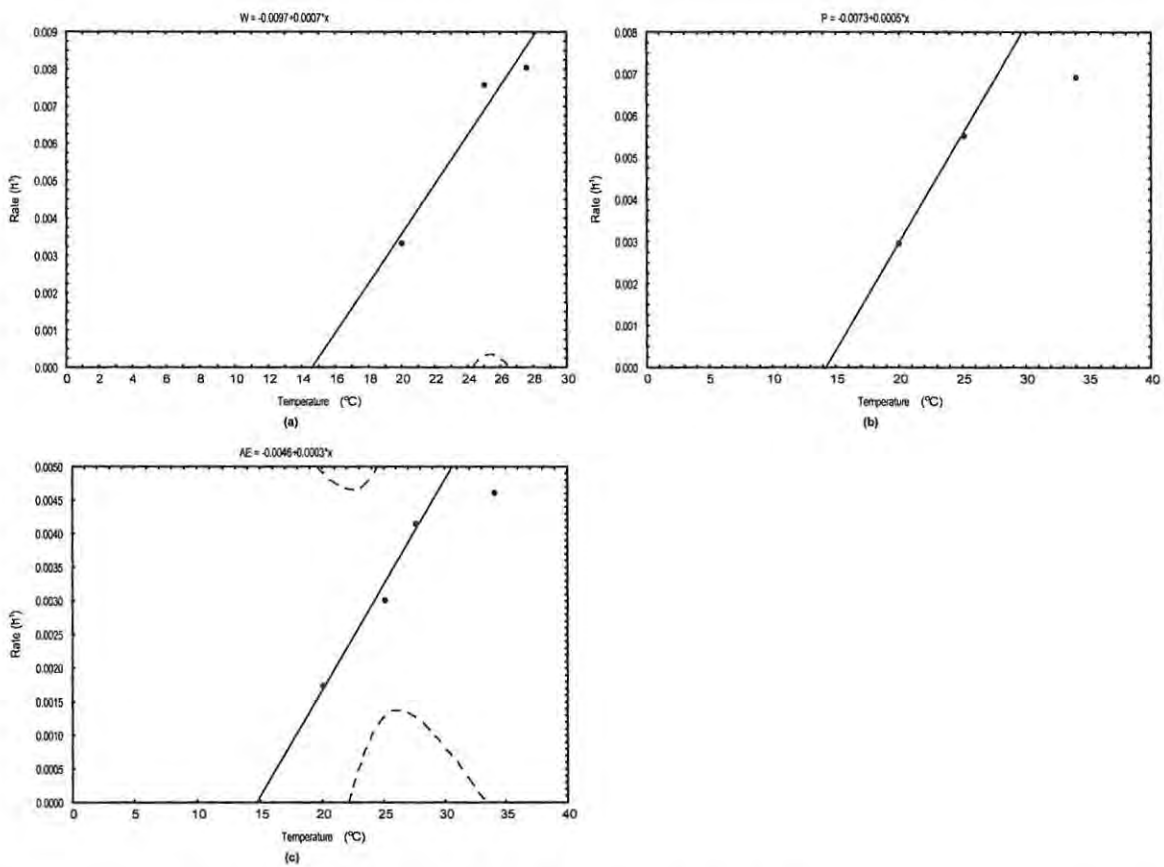 W = -0.0097+0.0007*x
0.009
0.008
0.007
0.006
0.005
0.004
0.003
0.002
0.001
0.000
Rate (h¹)
0 2 4 6 8 10 12 14 16 18 20 22 24 26 28 30
Temperature (°C)
(a)
P = -0.0073+0.0005*x
0.008
0.007
0.006
0.005
0.004
0.003
0.002
0.001
0.000
Rate (h¹)
0 5 10 15 20 25 30 35 40
Temperature (°C)
(b)
AE = -0.0046+0.0003*x
0.0050
0.0045
0.0040
0.0035
0.0030
0.0025
0.0020
0.0015
0.0010
0.0005
0.0000
Rate (h¹)
0 5 10 15 20 25 30 35 40
Temperature (°C)
(c)